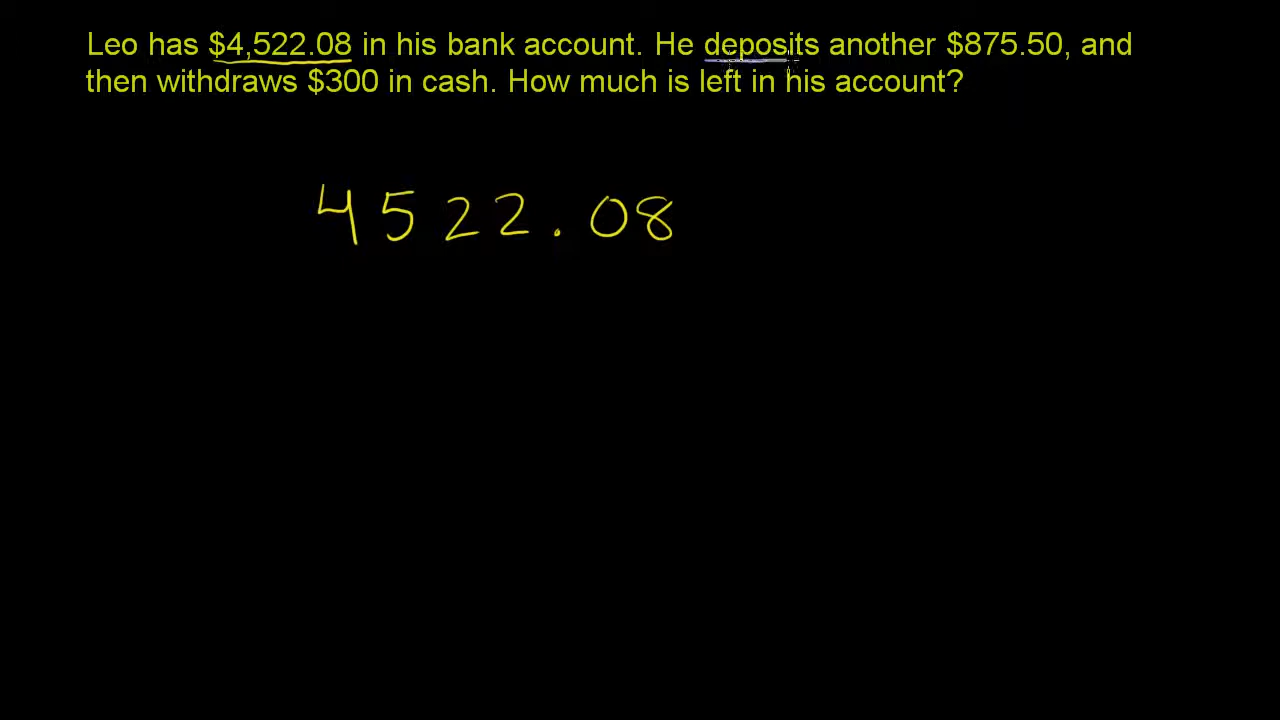 Leo has $4,522.08 in his bank account. He deposits another $875.50, and
then withdraws $300 in cash. How much is left in his account?
4522.08